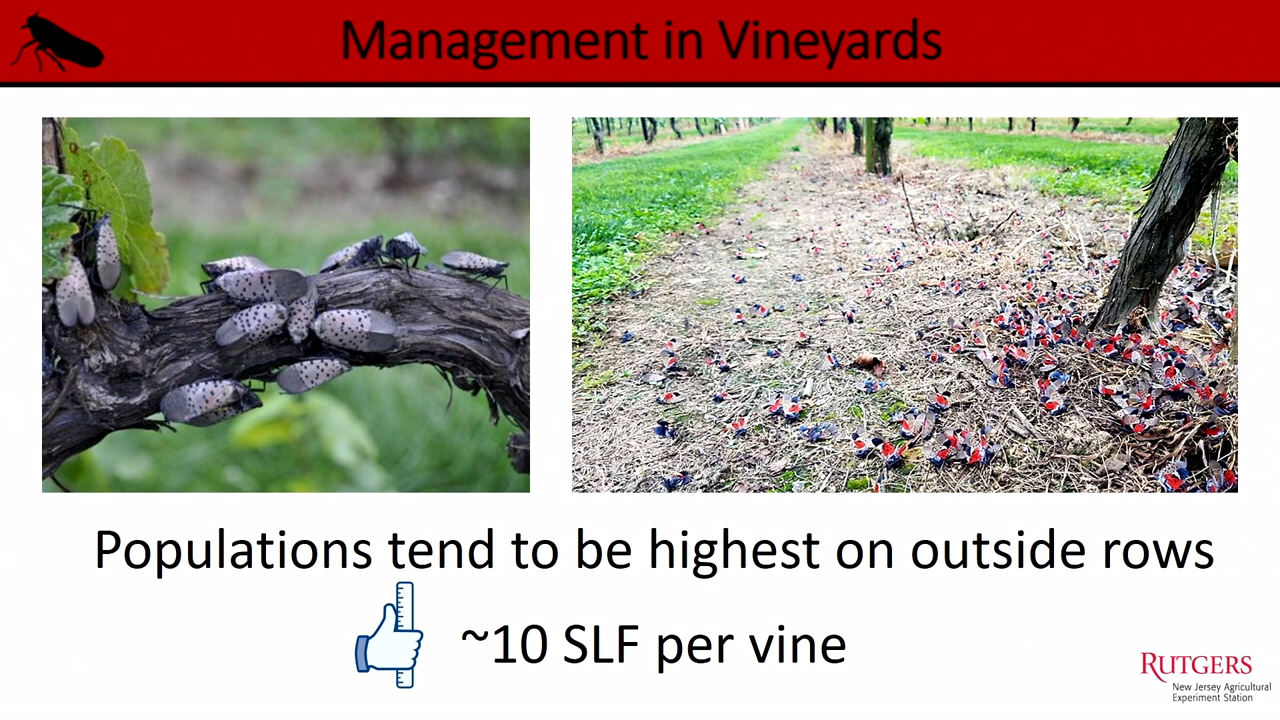 Management in Vineyards
Populations tend to be highest on outside rows
~10 SLF per vine
RUTGERS
New Jersey Agricultural
Experiment Station